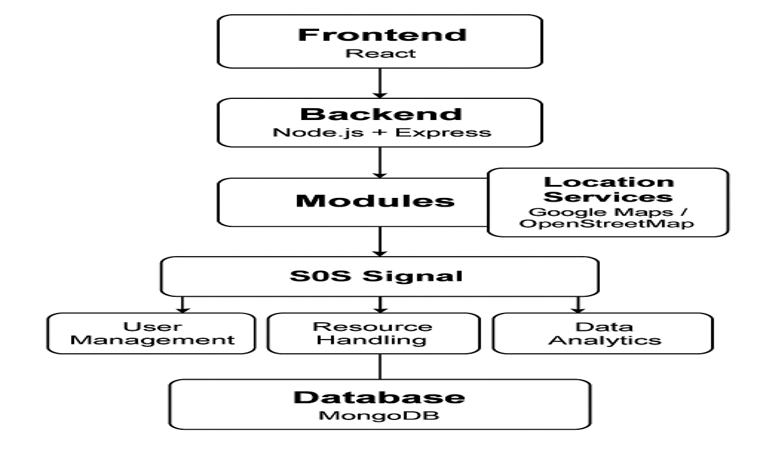 Frontend
React
Backend
Node.js + Express
Modules
Location
Services
Google Maps /
OpenStreetMap
S0S Signal
User
Management
Resource
Handling
Data
Analytics
Database
MongoDB